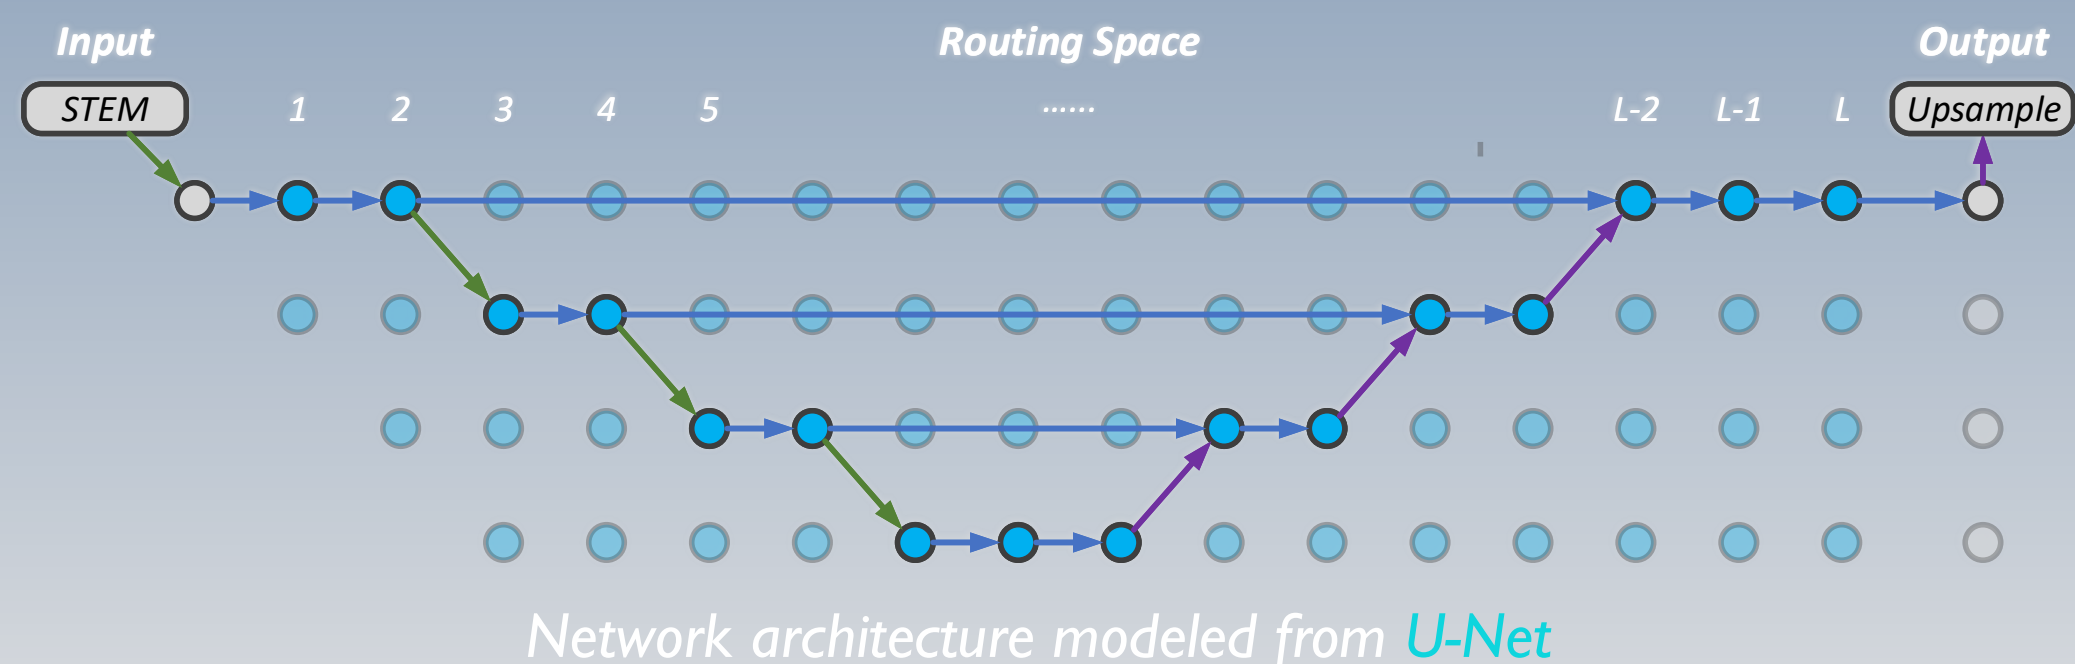 Input Routing Space Output
STEM 1 2 3 4 5 ...... L-2 L-1 L Upsample
Network architecture modeled from U-Net